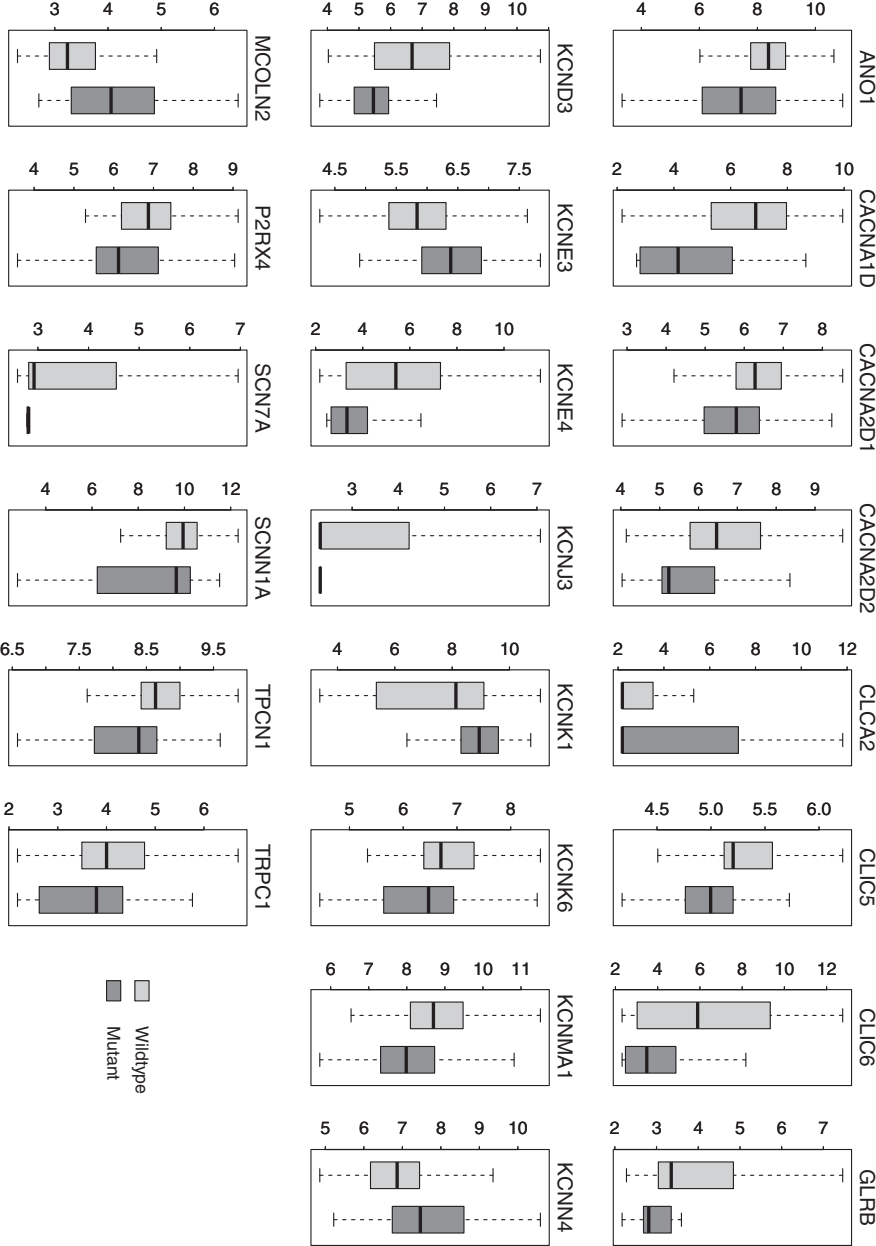 ANO1
4 6 8 10
CACNA1D
2 4 6 8 10
CACNA2D1
3 4 5 6 7 8
CACNA2D2
4 5 6 7 8 9
CLCA2
2 4 6 8 10 12
CLIC5
4.5 5.0 5.5 6.0
CLIC6
2 4 6 8 10 12
GLRB
2 3 4 5 6 7
KCND3
4 5 6 7 8 9 10
KCNE3
4.5 5.5 6.5 7.5
KCNE4
2 4 6 8 10
KCNJ3
3 4 5 6 7
KCNK1
4 6 8 10
KCNK6
5 6 7 8
KCNMA1
6 7 8 9 10 11
KCNN4
5 6 7 8 9 10
MCOLN2
3 4 5 6
P2RX4
4 5 6 7 8 9
SCN7A
3 4 5 6 7
SCNN1A
4 6 8 10 12
TPCN1
6.5 7.5 8.5 9.5
TRPC1
2 3 4 5 6
Wildtype
Mutant